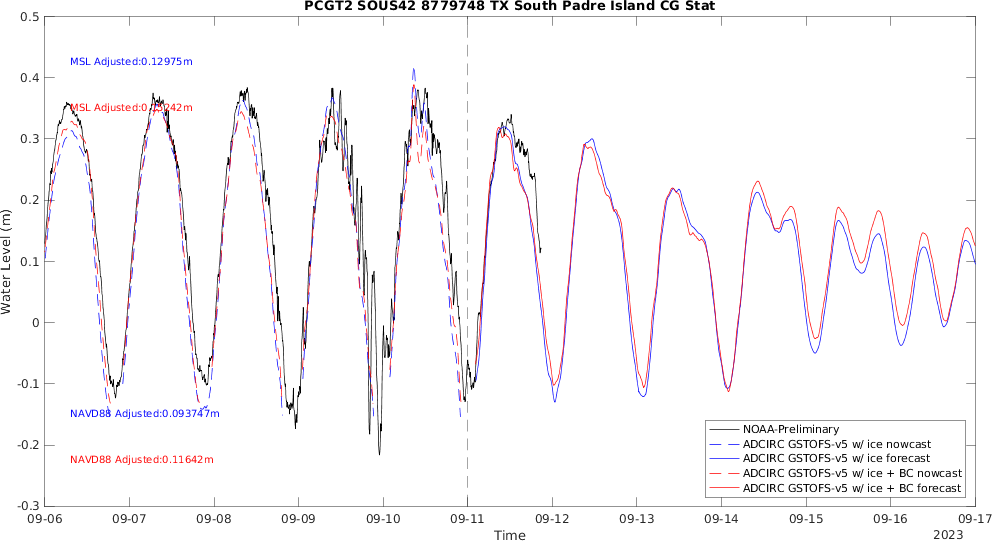 PCGT2 SOUS42 8779748 TX South Padre Island CG Stat
0.5
0.4
0.3
0.2
0.1
0
-0.1
-0.2
-0.3
Water Level (m)
MSL Adjusted:0.12975m
MSL Adjusted:0.15242m
NAVD88 Adjusted:0.093747m
NAVD88 Adjusted:0.11642m
NOAA-Preliminary
ADCIRC GSTOFS-v5 w/ ice nowcast
ADCIRC GSTOFS-v5 w/ ice forecast
ADCIRC GSTOFS-v5 w/ ice + BC nowcast
ADCIRC GSTOFS-v5 w/ ice + BC forecast
09-06 09-07 09-08 09-09 09-10 09-11 09-12 09-13 09-14 09-15 09-16 09-17
Time
2023